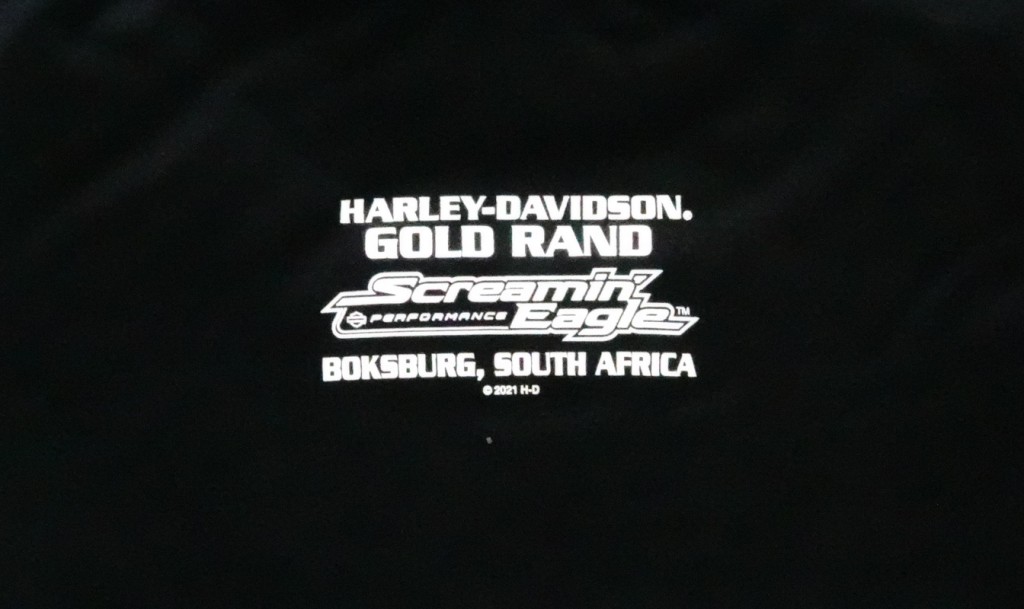 HARLEY-DAVIDSON.
GOLD RAND
Screamin'
PERFORMANCE Eagle™
BOKSBURG, SOUTH AFRICA
© 2021 H-D